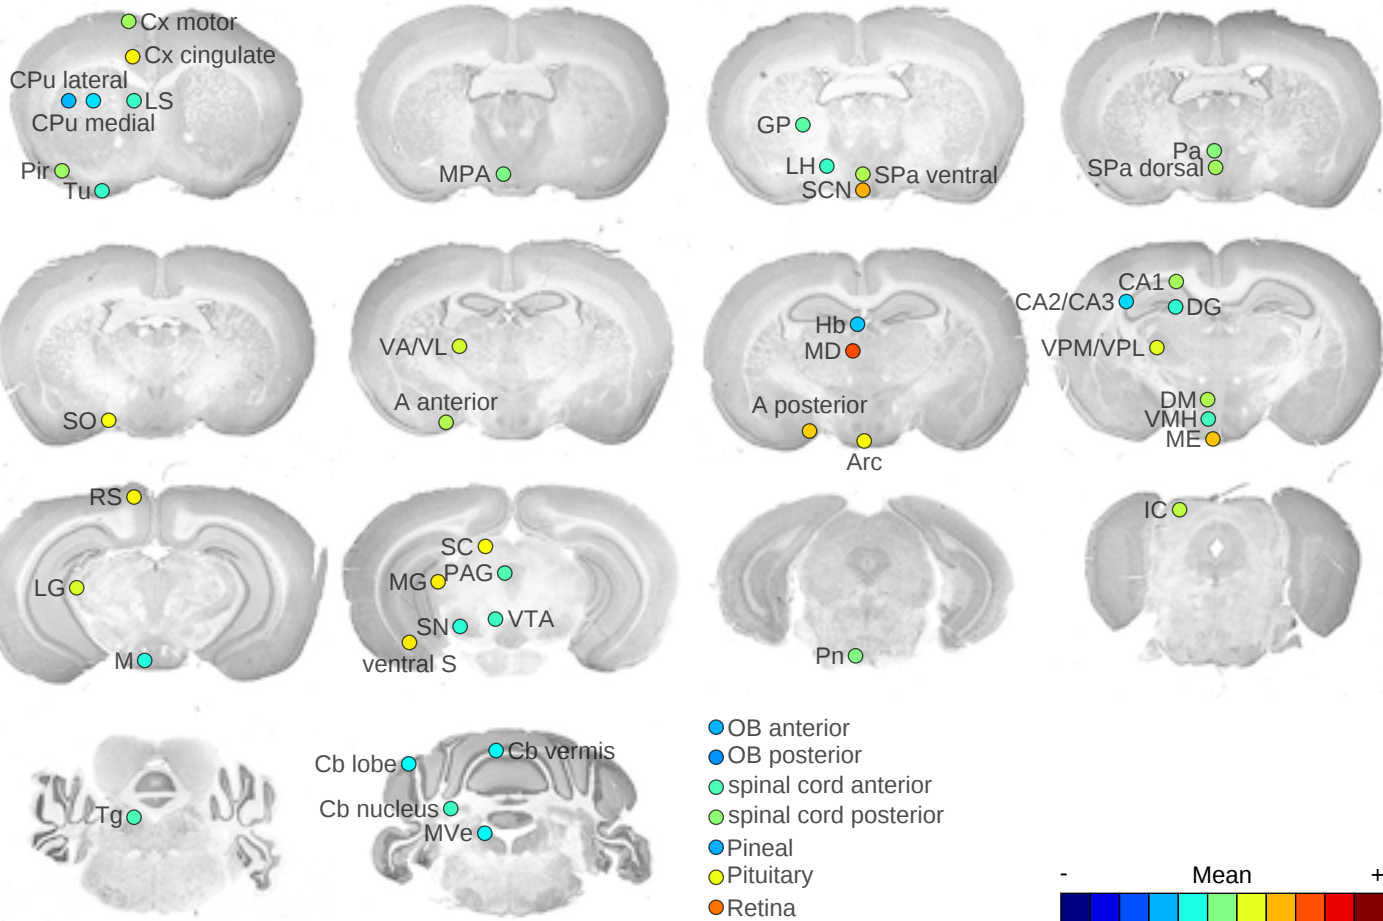 Cx motor
Cx cingulate
CPu lateral
LS
CPu medial
Pir
Tu
MPA
GP
LH
SPa ventral
SCN
Pa
SPa dorsal
SO
VA/VL
A anterior
Hb
MD
A posterior
Arc
CA1
CA2/CA3
DG
VPM/VPL
DM
VMH
ME
RS
LG
M
SC
PAG
MG
SN
VTA
ventral S
Pn
IC
Tg
Cb lobe
Cb vermis
Cb nucleus
MVe
OB anterior
OB posterior
spinal cord anterior
spinal cord posterior
Pineal
Pituitary
Retina
- Mean +